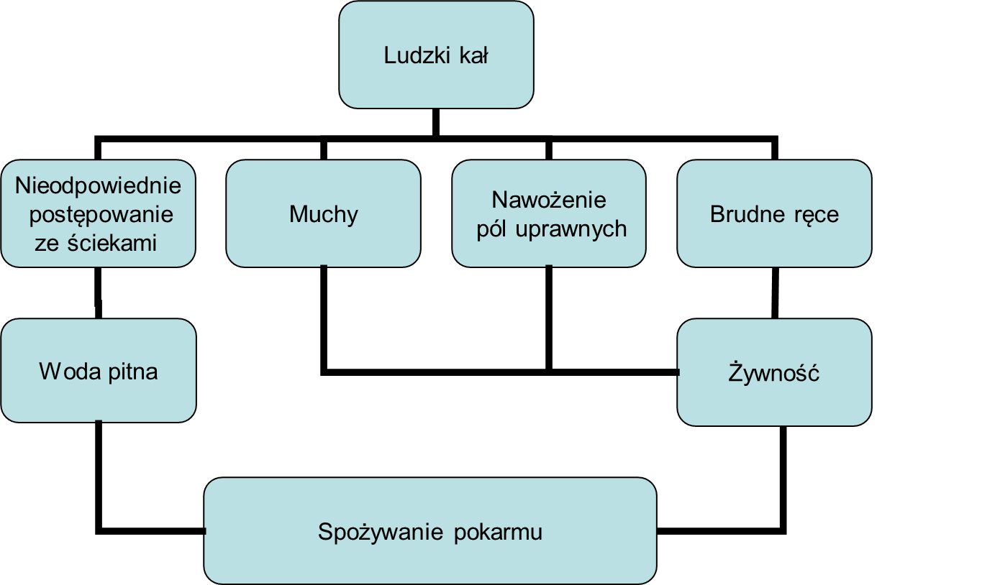 Ludzki kał
Nieodpowiednie
postępowanie
ze ściekami
Muchy
Nawożenie
pól uprawnych
Brudne ręce
Woda pitna
Żywność
Spożywanie pokarmu